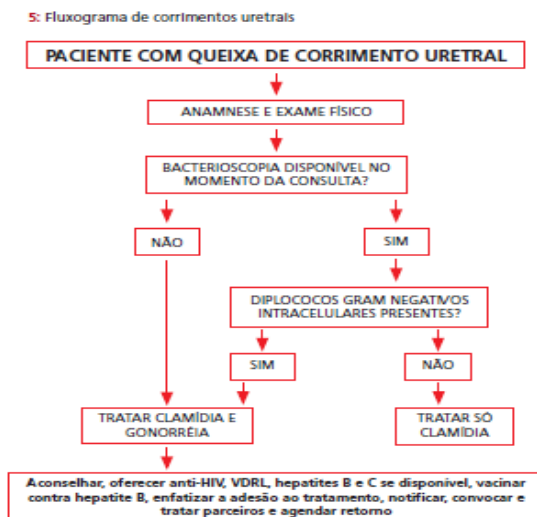 5: Fluxograma de corrimentos uretrais
PACIENTE COM QUEIXA DE CORRIMENTO URETRAL
ANAMNESE E EXAME FÍSICO
BACTERIOSCOPIA DISPONÍVEL NO
MOMENTO DA CONSULTA?
NÃO
SIM
DIPLOCOCOS GRAM NEGATIVOS
INTRACELULARES PRESENTES?
SIM
NÃO
TRATAR CLAMÍDIA E
GONORRÉIA
TRATAR SÓ
CLAMÍDIA
Aconselhar, oferecer anti-HIV, VDRL, hepatites B e C se disponível, vacinar
contra hepatite B, enfatizar a adesão ao tratamento, notificar, convocar e
tratar parceiros e agendar retorno